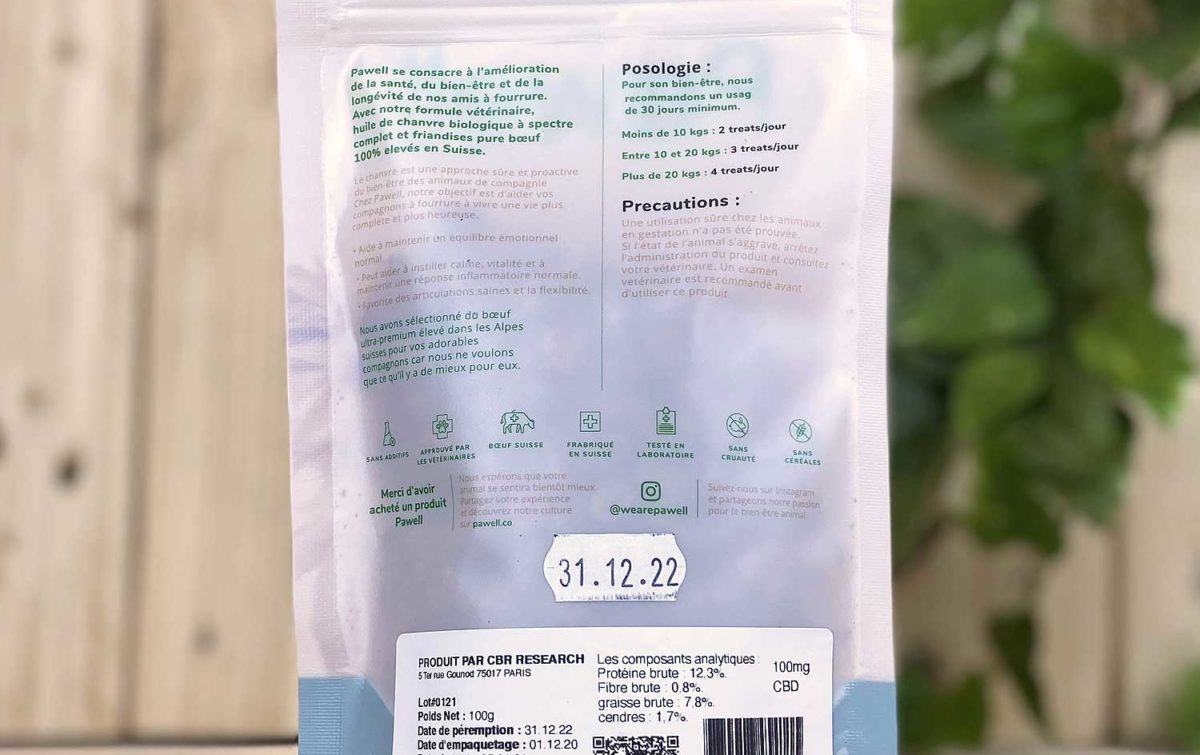 Pawell se consacre à l'amélioration
de la santé, du bien-être et de la
longévité de nos amis à fourrure.
Avec notre formule vétérinaire,
huile de chanvre biologique à spectre
complet et friandises pure bœuf
100% elevés en Suisse.
Le chanvre est une approche sûre et proactive
du bien-être des animaux de compagnie
Chez Pawell, notre objectif est d'aider vos
compagnons à fourrure à vivre une vie plus
complète et plus heureuse.
• Aide à maintenir un équilibre émotionnel
normal
• Peut aider à instiller calme, vitalité et à
maintenir une réponse inflammatoire normale.
• Favorise des articulations saines et la flexibilité.
Nous avons sélectionné du bœuf
ultra-premium élevé dans les Alpes
suisses pour vos adorables
compagnons car nous ne voulons
que ce qu'il y a de mieux pour eux.
Posologie :
Pour son bien-être, nous
recommandons un usag
de 30 jours minimum.
Moins de 10 kgs : 2 treats/jour
Entre 10 et 20 kgs : 3 treats/jour
Plus de 20 kgs : 4 treats/jour
Precautions :
Une utilisation sûre chez les animaux
en gestation n'a pas été prouvée.
Si l'état de l'animal s'aggrave, arrêtez
l'administration du produit et consultez
votre vétérinaire. Un examen
vétérinaire est recommandé avant
d'utiliser ce produit
SANS ADDITIFS
APPROUVÉ PAR
LES VÉTÉRINAIRES
BŒUF SUISSE
FRABRIQUÉ
EN SUISSE
TESTÉ EN
LABORATOIRE
SANS
CRUAUTÉ
SANS
CÉRÉALES
Merci d'avoir
acheté un produit
Pawell
Nous espérons que votre
animal se sentira bientôt mieux.
Partagez votre expérience
et découvrez notre culture
sur pawell.co
@wearepawell
Suivez-nous sur Instagram
et partageons notre passion
pour le bien-être animal.
31.12.22
PRODUIT PAR CBR RESEARCH
5 Ter rue Gounod 75017 PARIS
Lot#0121
Poids Net : 100g
Date de péremption : 31.12.22
Date d'empaquetage : 01.12.20
Les composants analytiques :
Protéine brute : 12.3%.
Fibre brute : 0.8%.
graisse brute : 7.8%.
cendres : 1,7%.
100mg
CBD